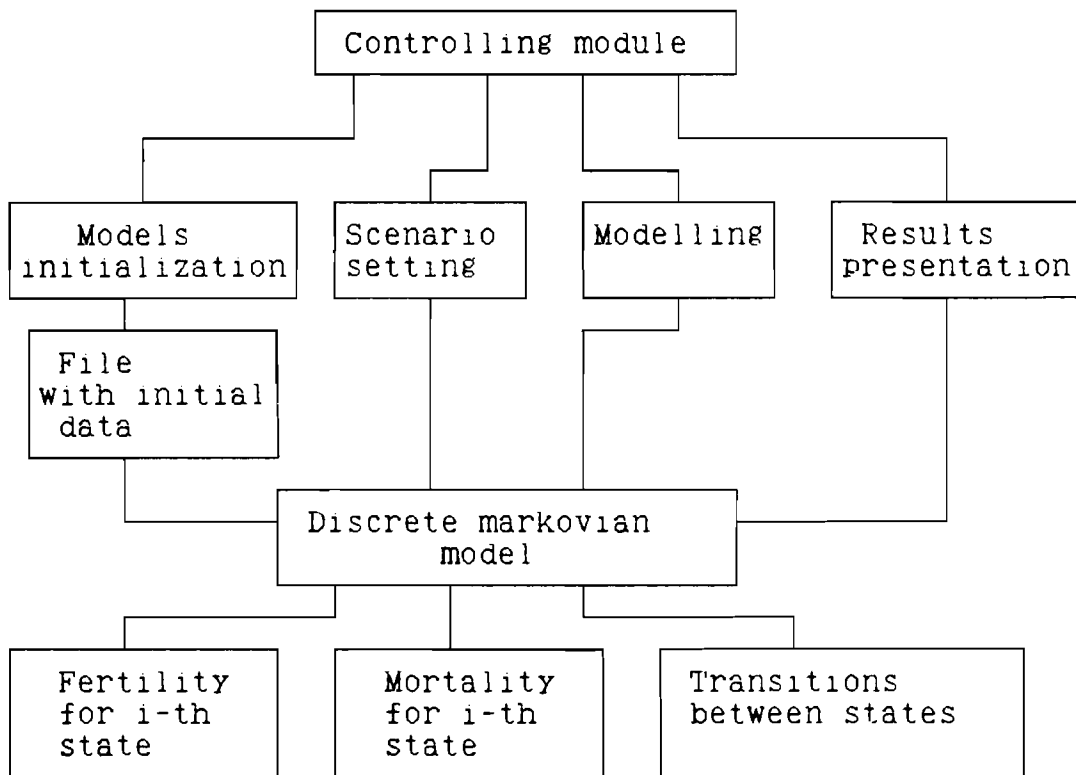 Controlling module
Models
initialization
Scenario
setting
Modelling
Results
presentation
File
with initial
data
Discrete markovian
model
Fertility
for i-th
state
Mortality
for i-th
state
Transitions
between states